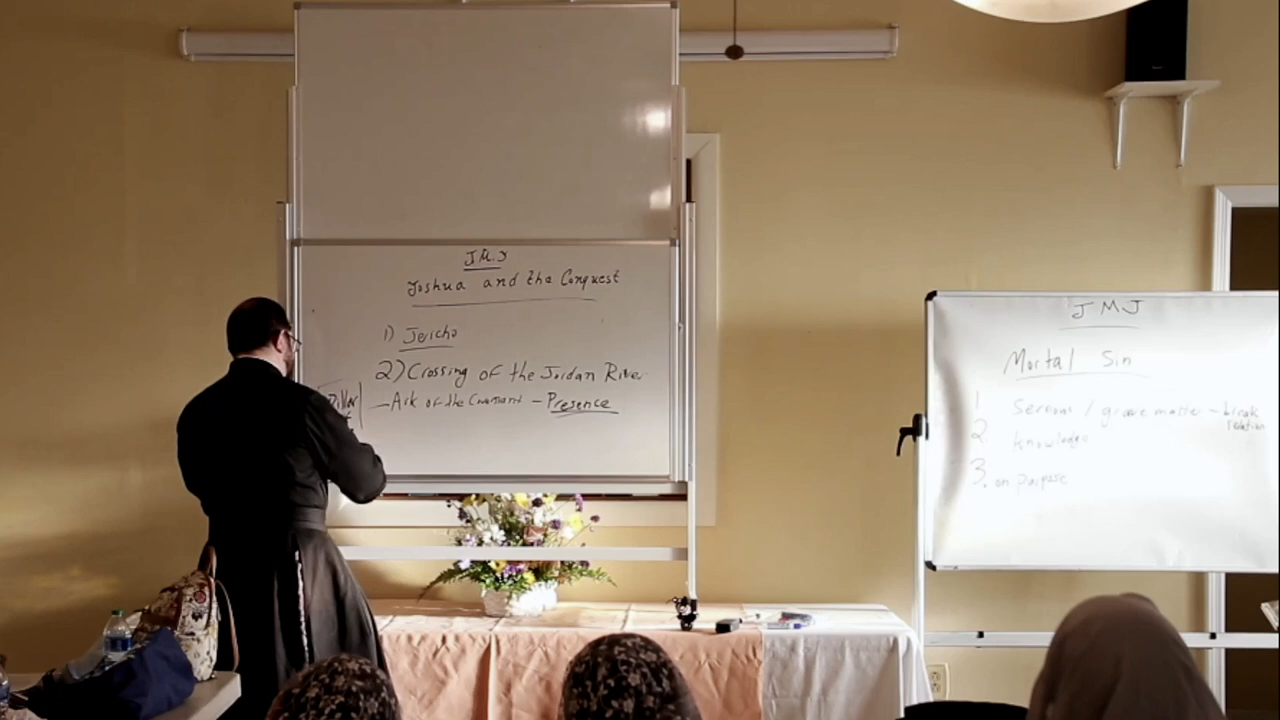 J.M.J
Joshua and the Conquest
1) Jericho
2) Crossing of the Jordan River
Pillar
- Ark of the Covenant - Presence
JMJ
Mortal Sin
1 Serious / grave matter - break
relation
2 knowledge
3. on purpose